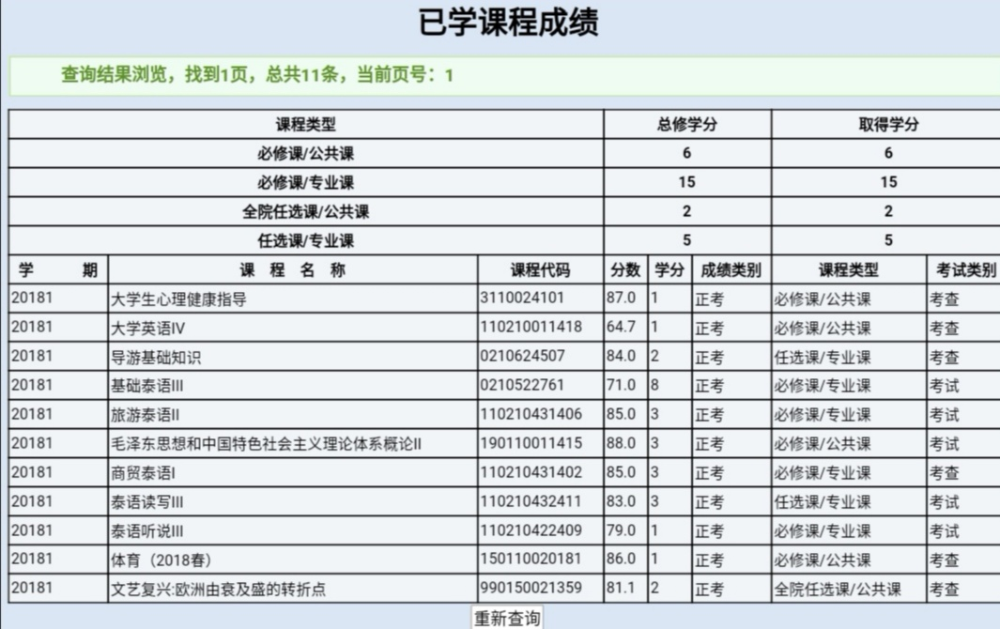 已学课程成绩
查询结果浏览，找到1页，总共11条，当前页号：1
课程类型 总修学分 取得学分
必修课/公共课 6 6
必修课/专业课 15 15
全院任选课/公共课 2 2
任选课/专业课 5 5
学 期 课 程 名 称 课程代码 分数 学分 成绩类别 课程类型 考试类别
20181 大学生心理健康指导 3110024101 87.0 1 正考 必修课/公共课 考查
20181 大学英语IV 110210011418 64.7 1 正考 必修课/公共课 考查
20181 导游基础知识 0210624507 84.0 2 正考 任选课/专业课 考查
20181 基础泰语III 0210522761 71.0 8 正考 必修课/专业课 考试
20181 旅游泰语II 110210431406 85.0 3 正考 必修课/专业课 考试
20181 毛泽东思想和中国特色社会主义理论体系概论II 190110011415 88.0 3 正考 必修课/公共课 考试
20181 商贸泰语I 110210431402 85.0 3 正考 必修课/专业课 考查
20181 泰语读写III 110210432411 83.0 3 正考 任选课/专业课 考试
20181 泰语听说III 110210422409 79.0 1 正考 必修课/专业课 考试
20181 体育（2018春） 150110020181 86.0 1 正考 必修课/公共课 考查
20181 文艺复兴:欧洲由衰及盛的转折点 990150021359 81.1 2 正考 全院任选课/公共课 考查
重新查询